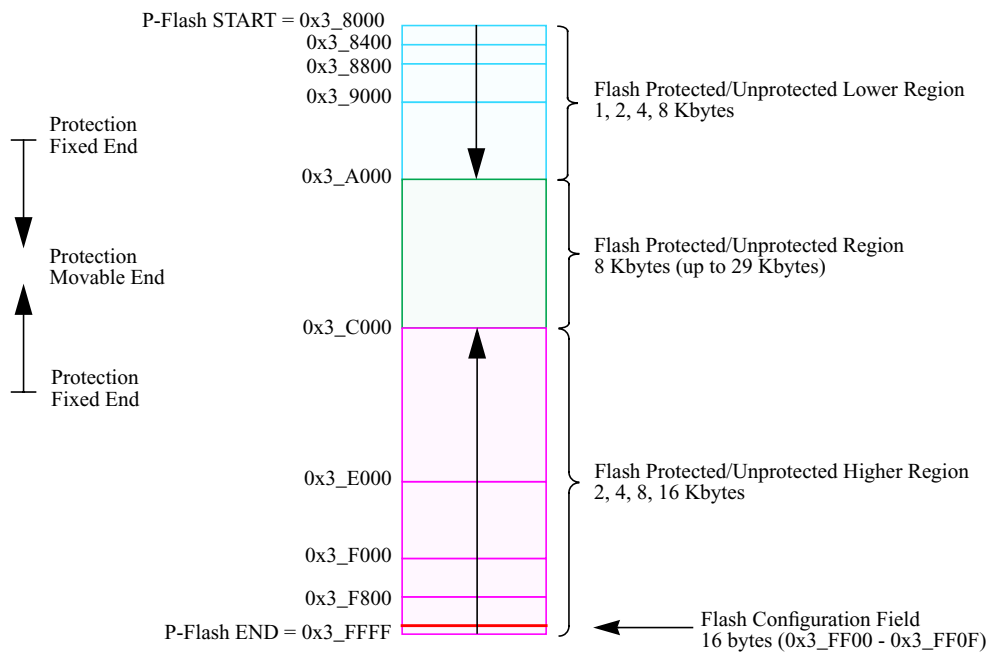 P-Flash START = 0x3_8000
0x3_8400
0x3_8800
0x3_9000
Flash Protected/Unprotected Lower Region
1, 2, 4, 8 Kbytes
Protection
Fixed End
0x3_A000
Protection
Movable End
Flash Protected/Unprotected Region
8 Kbytes (up to 29 Kbytes)
0x3_C000
Protection
Fixed End
0x3_E000
Flash Protected/Unprotected Higher Region
2, 4, 8, 16 Kbytes
0x3_F000
0x3_F800
P-Flash END = 0x3_FFFF
Flash Configuration Field
16 bytes (0x3_FF00 - 0x3_FF0F)